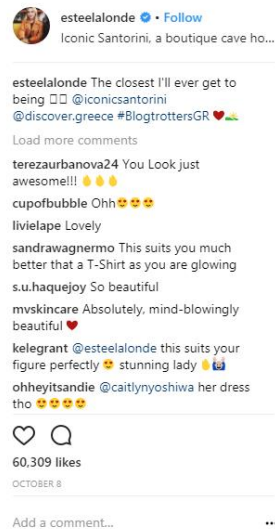 esteelalonde • Follow
Iconic Santorini, a boutique cave ho...
esteelalonde The closest I'll ever get to
being @iconicsantorini
@discover.greece #BlogtrottersGR ❤
Load more comments
terezaurbanova24 You Look just
awesome!!! ✋✋✋
cupofbubble Ohh😍😍😍
livielape Lovely
sandrawagnermo This suits you much
better that a T-Shirt as you are glowing
s.u.haquejoy So beautiful
mvskincare Absolutely, mind-blowingly
beautiful ❤
kelegrant @esteelalonde this suits your
figure perfectly 😍 stunning lady
ohheyitsandie @caitlynyoshiwa her dress
tho 😍😍😍😍
60,309 likes
OCTOBER 8
Add a comment...